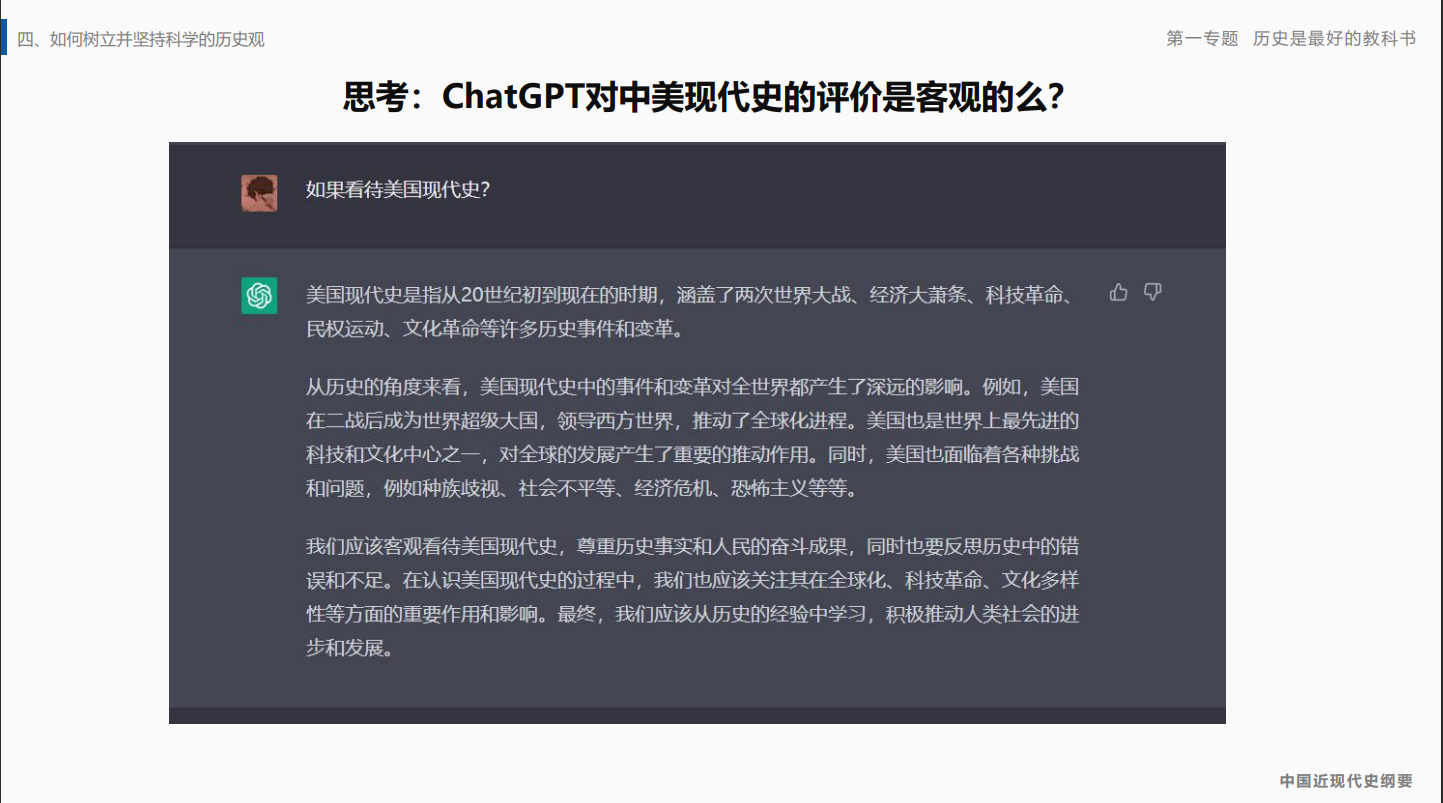 四、如何树立并坚持科学的历史观
第一专题 历史是最好的教科书
思考：ChatGPT对中美现代史的评价是客观的么？
如果看待美国现代史？
美国现代史是指从20世纪初到现在的时期，涵盖了两次世界大战、经济大萧条、科技革命、
民权运动、文化革命等许多历史事件和变革。
从历史的角度来看，美国现代史中的事件和变革对全世界都产生了深远的影响。例如，美国
在二战后成为世界超级大国，领导西方世界，推动了全球化进程。美国也是世界上最先进的
科技和文化中心之一，对全球的发展产生了重要的推动作用。同时，美国也面临着各种挑战
和问题，例如种族歧视、社会不平等、经济危机、恐怖主义等等。
我们应该客观看待美国现代史，尊重历史事实和人民的奋斗成果，同时也要反思历史中的错
误和不足。在认识美国现代史的过程中，我们也应该关注其在全球化、科技革命、文化多样
性等方面的重要作用和影响。最终，我们应该从历史的经验中学习，积极推动人类社会的进
步和发展。
中国近现代史纲要